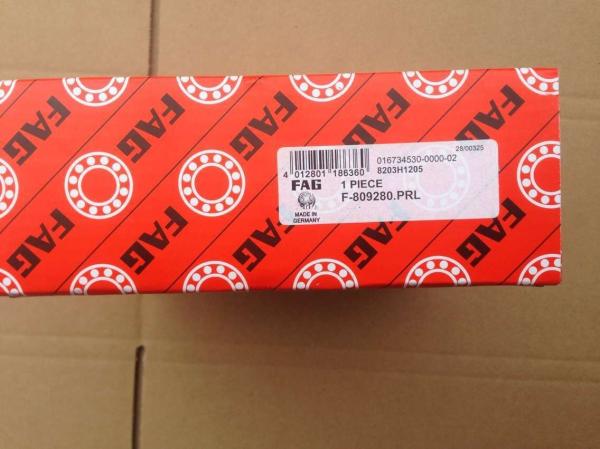 28/00325
016734530-0000-02
4 012801 186360
8203H1205
FAG
1 PIECE
F-809280.PRL
MADE IN
GERMANY
FAG
FAG
FAG
FAG
FAG
FAG
FAG